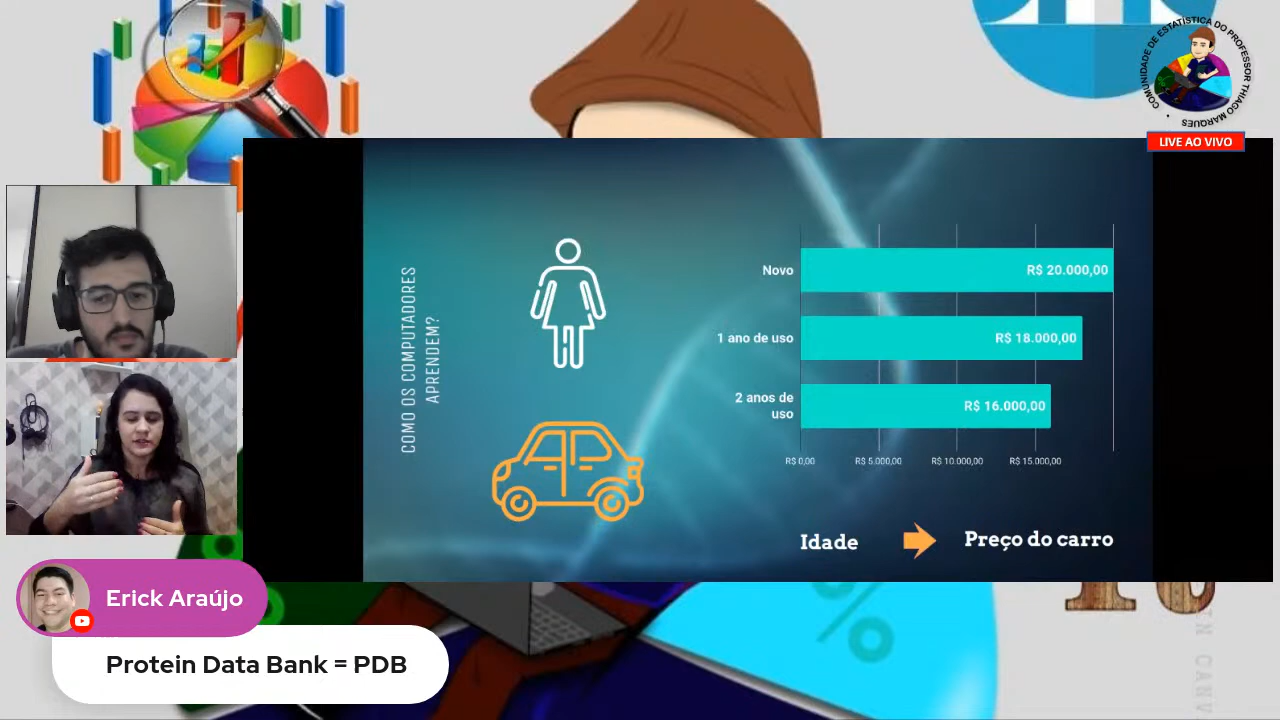 COMUNIDADE DE ESTATÍSTICA DO PROFESSOR THIAGO MARQUES
GENUS
LIVE AO VIVO
COMO OS COMPUTADORES
APRENDEM?
Novo
R$ 20.000,00
1 ano de uso
R$ 18.000,00
2 anos de
uso
R$ 16.000,00
R$ 0,00
R$ 5.000,00
R$ 10.000,00
R$ 15.000,00
Idade
Preço do carro
Erick Araújo
Protein Data Bank = PDB
%